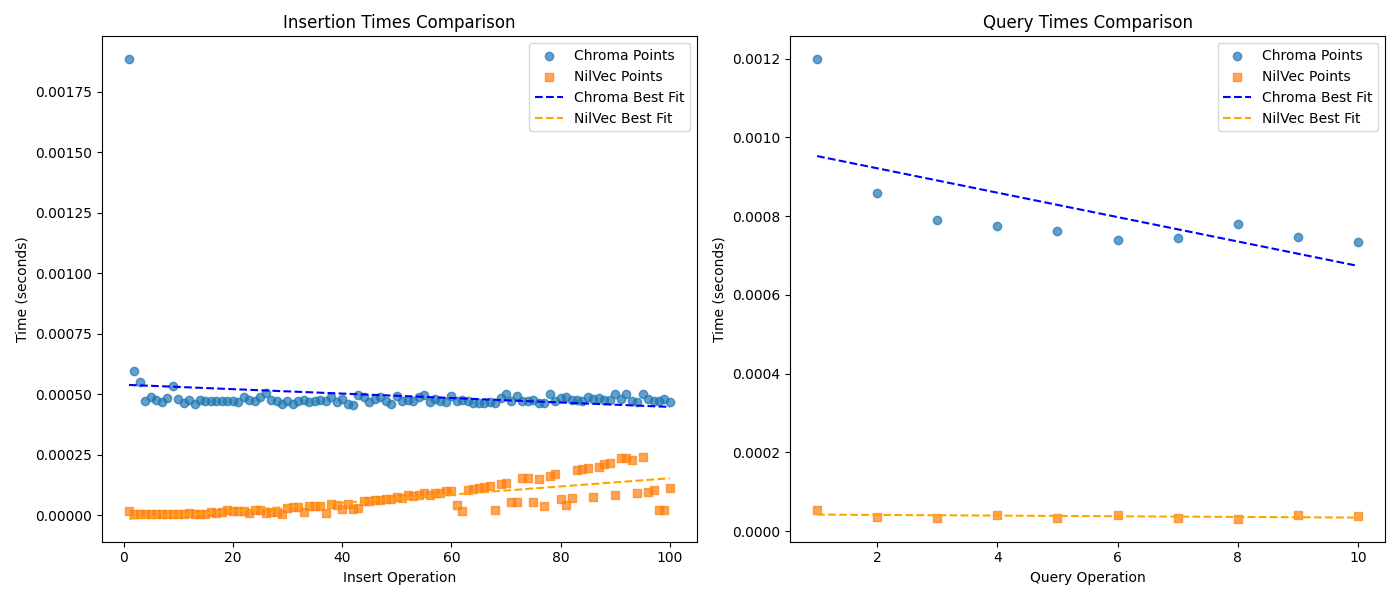 Insertion Times Comparison
Chroma Points
NilVec Points
Chroma Best Fit
NilVec Best Fit
0.00175
0.00150
0.00125
0.00100
0.00075
0.00050
0.00025
0.00000
Time (seconds)
0 20 40 60 80 100
Insert Operation
Query Times Comparison
Chroma Points
NilVec Points
Chroma Best Fit
NilVec Best Fit
0.0012
0.0010
0.0008
0.0006
0.0004
0.0002
0.0000
Time (seconds)
2 4 6 8 10
Query Operation